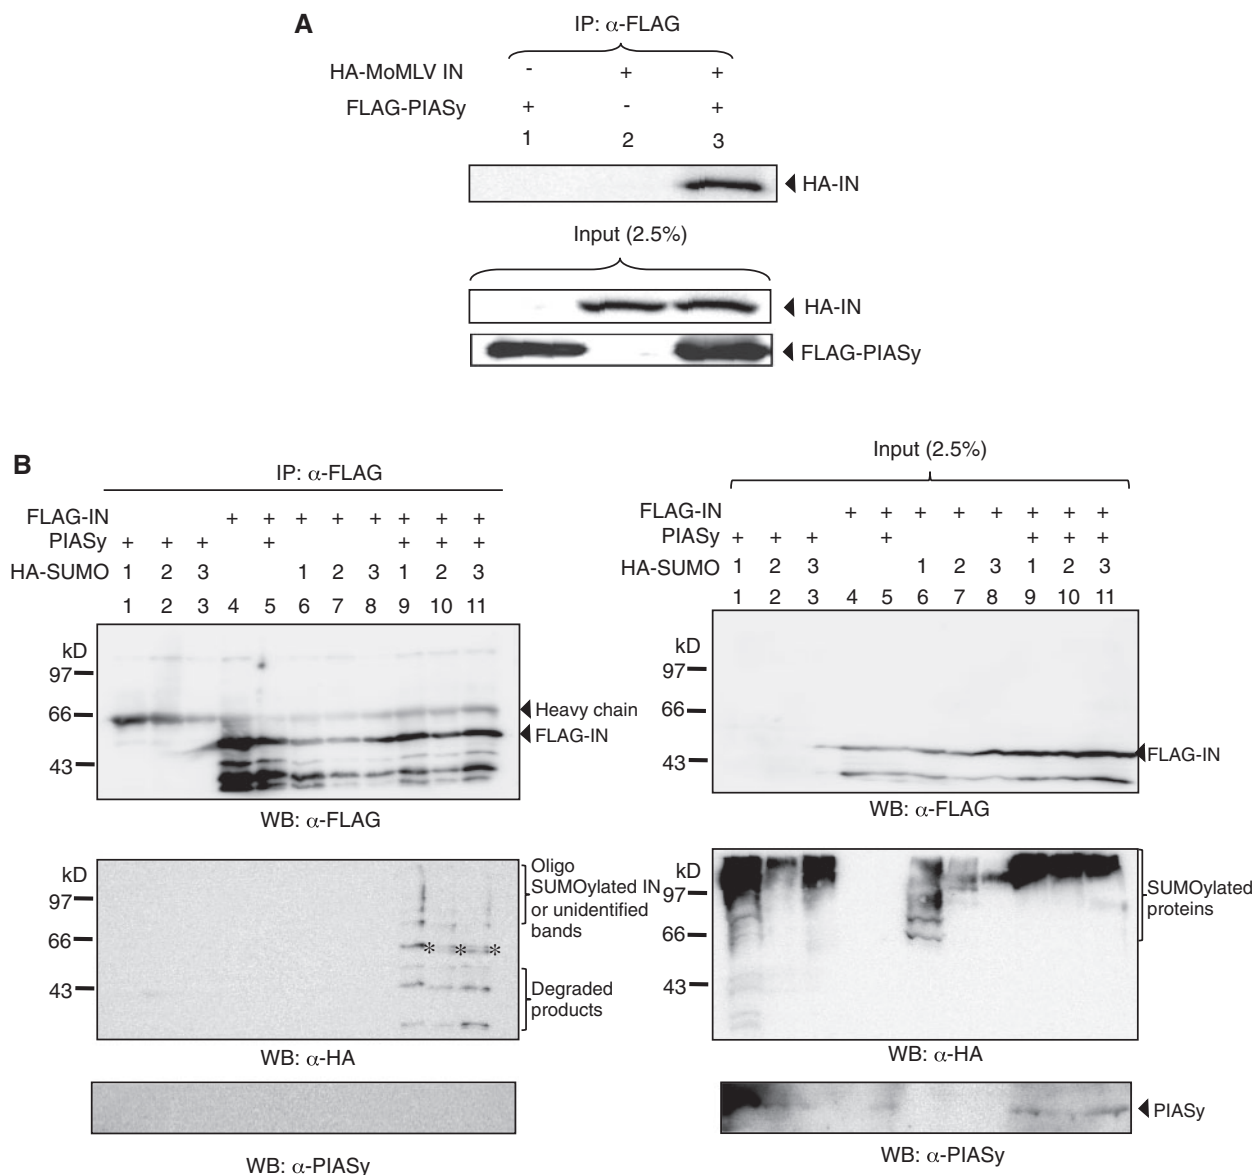 A
IP: α-FLAG
HA-MoMLV IN - + +
FLAG-PIASy + - +
1 2 3
HA-IN
Input (2.5%)
HA-IN
FLAG-PIASy
B
IP: α-FLAG
FLAG-IN + + + + + + + +
PIASy + + + + + + +
HA-SUMO 1 2 3 1 2 3 1 2 3
1 2 3 4 5 6 7 8 9 10 11
kD
97
66
43
Heavy chain
FLAG-IN
WB: α-FLAG
kD
97
66
43
Oligo
SUMOylated IN
or unidentified
bands
* * *
Degraded
products
WB: α-HA
WB: α-PIASy
Input (2.5%)
FLAG-IN + + + + + + + +
PIASy + + + + + + +
HA-SUMO 1 2 3 1 2 3 1 2 3
1 2 3 4 5 6 7 8 9 10 11
kD
97
66
43
FLAG-IN
WB: α-FLAG
kD
97
66
43
SUMOylated
proteins
WB: α-HA
PIASy
WB: α-PIASy